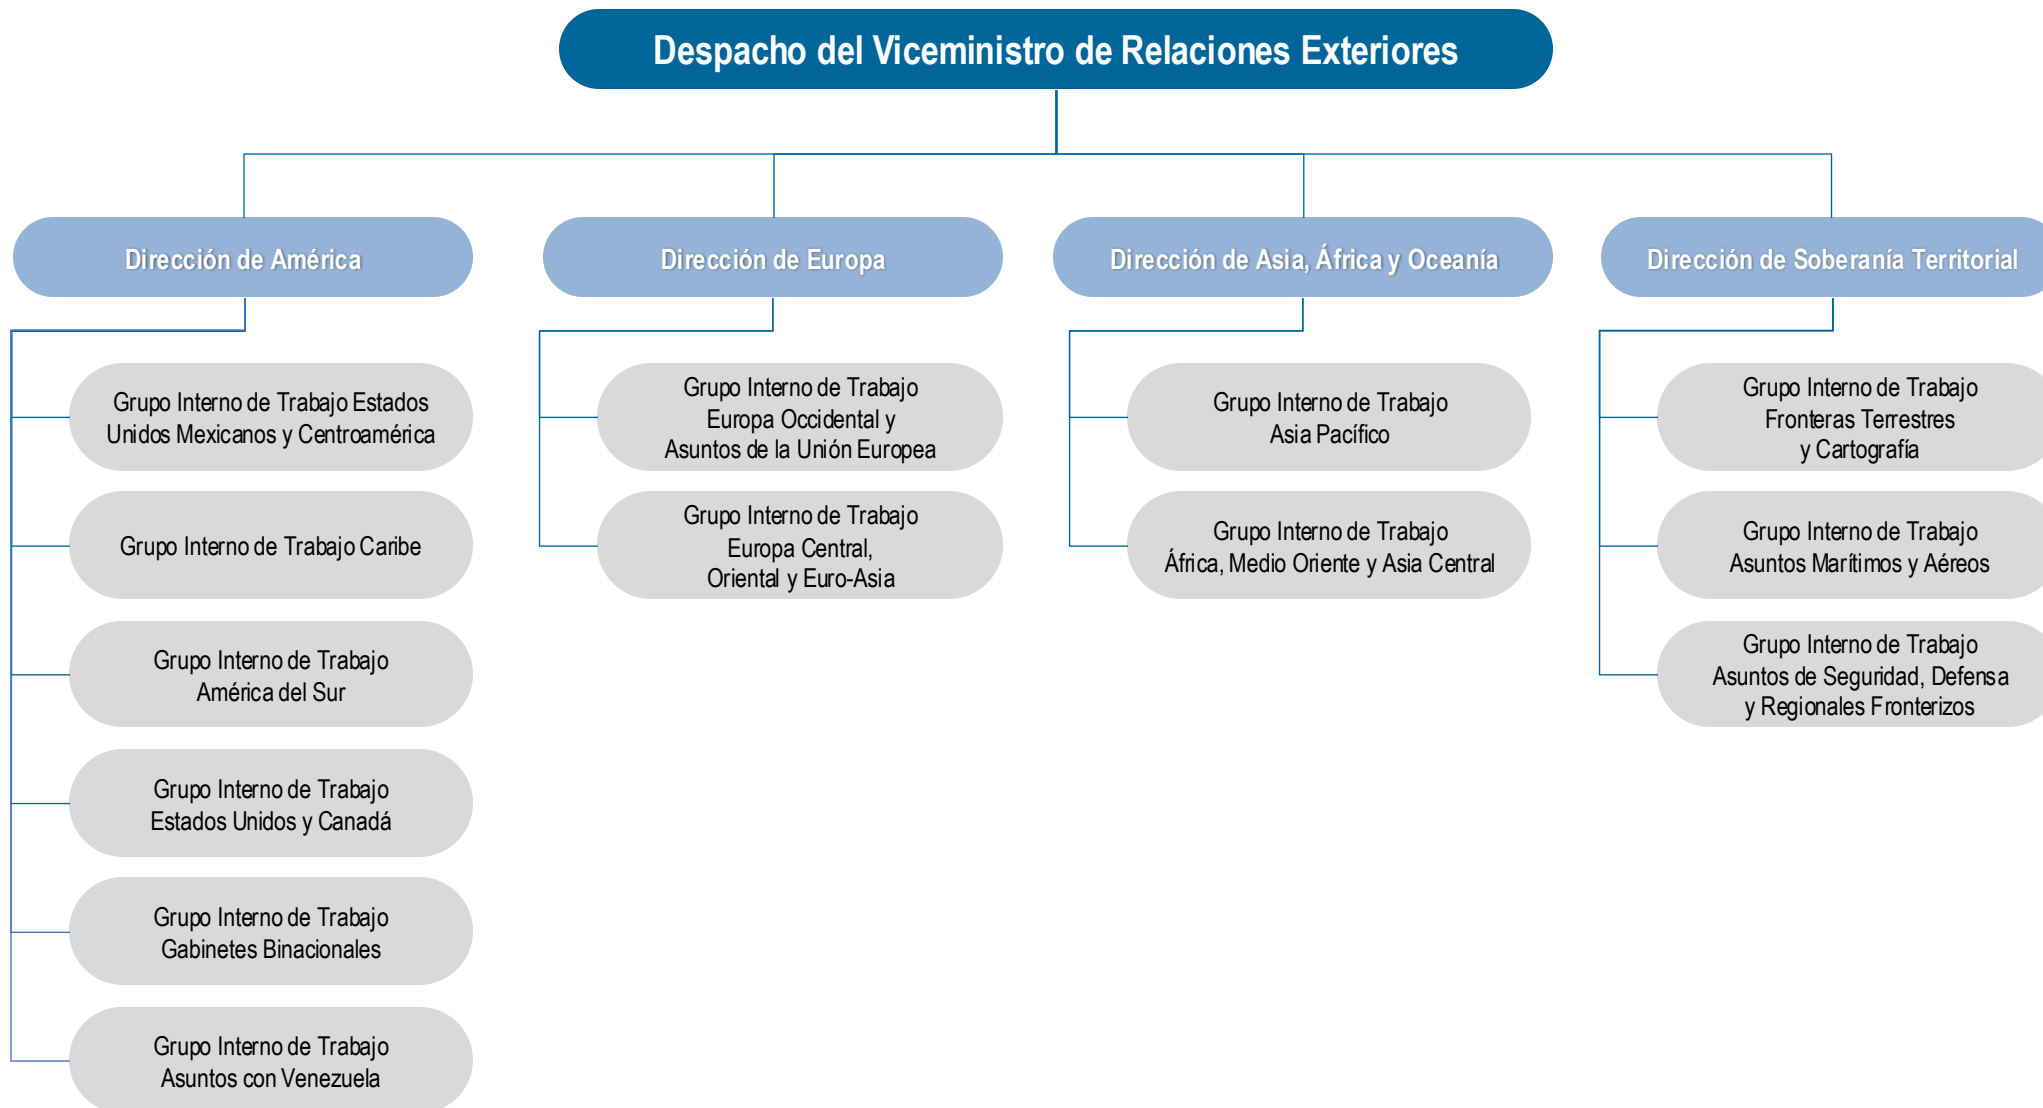 Despacho del Viceministro de Relaciones Exteriores
Dirección de América
Grupo Interno de Trabajo Estados
Unidos Mexicanos y Centroamérica
Grupo Interno de Trabajo Caribe
Grupo Interno de Trabajo
América del Sur
Grupo Interno de Trabajo
Estados Unidos y Canadá
Grupo Interno de Trabajo
Gabinetes Binacionales
Grupo Interno de Trabajo
Asuntos con Venezuela
Dirección de Europa
Grupo Interno de Trabajo
Europa Occidental y
Asuntos de la Unión Europea
Grupo Interno de Trabajo
Europa Central,
Oriental y Euro-Asia
Dirección de Asia, África y Oceanía
Grupo Interno de Trabajo
Asia Pacífico
Grupo Interno de Trabajo
África, Medio Oriente y Asia Central
Dirección de Soberanía Territorial
Grupo Interno de Trabajo
Fronteras Terrestres
y Cartografía
Grupo Interno de Trabajo
Asuntos Marítimos y Aéreos
Grupo Interno de Trabajo
Asuntos de Seguridad, Defensa
y Regionales Fronterizos